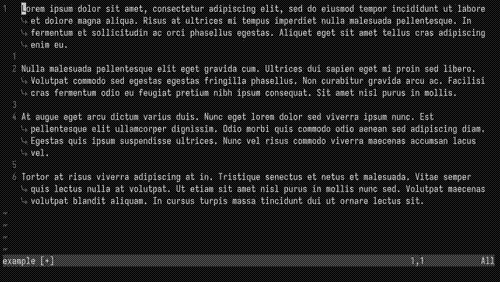 1 Lorem ipsum dolor sit amet, consectetur adipiscing elit, sed do eiusmod tempor incididunt ut labore
↳ et dolore magna aliqua. Risus at ultrices mi tempus imperdiet nulla malesuada pellentesque. In
↳ fermentum et sollicitudin ac orci phasellus egestas. Aliquet eget sit amet tellus cras adipiscing
↳ enim eu.
1
2 Nulla malesuada pellentesque elit eget gravida cum. Ultrices dui sapien eget mi proin sed libero.
↳ Volutpat commodo sed egestas egestas fringilla phasellus. Non curabitur gravida arcu ac. Facilisi
↳ cras fermentum odio eu feugiat pretium nibh ipsum consequat. Sit amet nisl purus in mollis.
3
4 At augue eget arcu dictum varius duis. Nunc eget lorem dolor sed viverra ipsum nunc. Est
↳ pellentesque elit ullamcorper dignissim. Odio morbi quis commodo odio aenean sed adipiscing diam.
↳ Egestas quis ipsum suspendisse ultrices. Nunc vel risus commodo viverra maecenas accumsan lacus
↳ vel.
5
6 Tortor at risus viverra adipiscing at in. Tristique senectus et netus et malesuada. Vitae semper
↳ quis lectus nulla at volutpat. Ut etiam sit amet nisl purus in mollis nunc sed. Volutpat maecenas
↳ volutpat blandit aliquam. In cursus turpis massa tincidunt dui ut ornare lectus sit.
~
~
~
~
example [+] 1,1 All